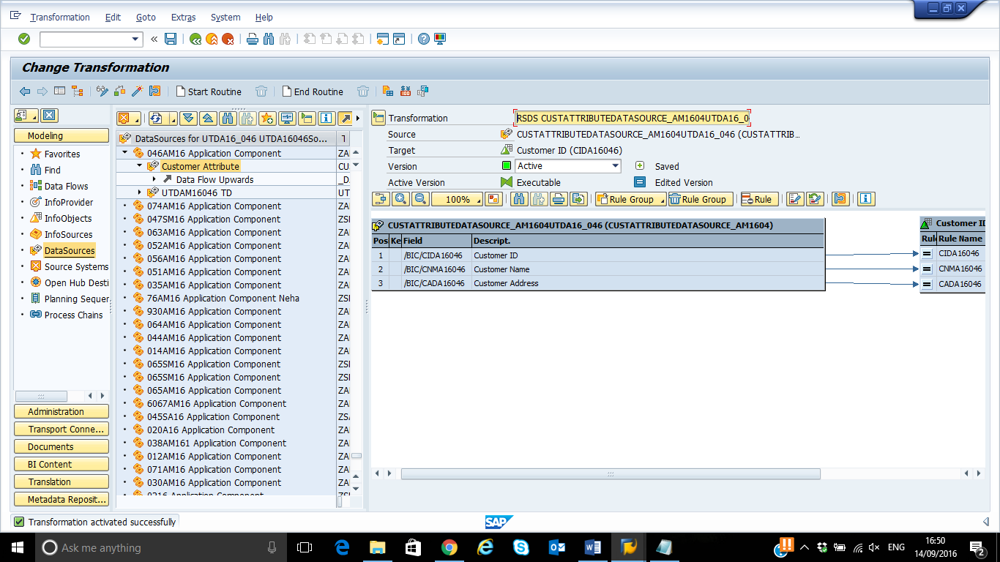 Transformation Edit Goto Extras System Help
Change Transformation
Start Routine End Routine
Modeling
Favorites
Find
Data Flows
InfoProvider
InfoObjects
InfoSources
DataSources
Source Systems
Open Hub Desti
Planning Sequer
Process Chains
Administration
Transport Conne...
Documents
BI Content
Translation
Metadata Reposit...
DataSources for UTDA16_046 UTDA16046So... T
046AM16 Application Component ZA
Customer Attribute CU
Data Flow Upwards _D
UTDAM16046 TD UT
074AM16 Application Component ZA
047SM16 Application Component ZS
063AM16 Application Component ZA
052AM16 Application Component ZA
056AM16 Application Component ZA
051AM16 Application Component ZA
035AM16 Application Component ZA
76AM16 Application Component Neha ZS
930AM16 Application Component ZA
064AM16 Application Component ZA
044AM16 Application Component ZA
014AM16 Application Component ZA
065SM16 Application Component ZS
065SM16 Application Component ZS
065AM16 Application Component ZA
6067AM16 Application Component ZA
045SA16 Application Component ZS
020A16 Application Component ZA
038AM161 Application Component ZA
012AM16 Application Component ZA
071AM16 Application Component ZA
030AM16 Application Component ZA
0216 Application Component ZS
Transformation RSDS CUSTATTRIBUTEDATASOURCE_AM1604UTDA16_0
Source CUSTATTRIBUTEDATASOURCE_AM1604UTDA16_046 (CUSTATTRIB...
Target Customer ID (CIDA16046)
Version Active Saved
Active Version Executable Edited Version
100% Rule Group Rule Group Rule
CUSTATTRIBUTEDATASOURCE_AM1604UTDA16_046 (CUSTATTRIBUTEDATASOURCE_AM1604)
Pos Ke Field Descript.
1 /BIC/CIDA16046 Customer ID
2 /BIC/CNMA16046 Customer Name
3 /BIC/CADA16046 Customer Address
Customer ID
Rule Rule Name
CIDA16046
CNMA16046
CADA16046
Transformation activated successfully
SAP
Ask me anything
ENG
16:50
14/09/2016
2